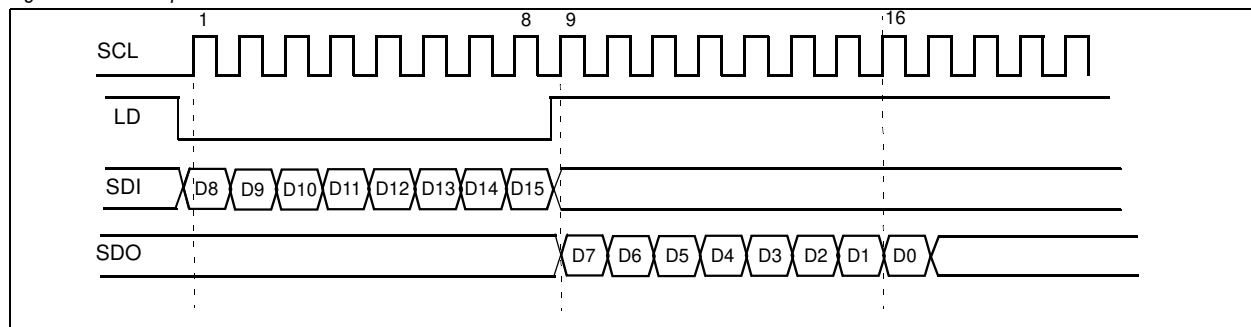 1 8 9 16
SCL
LD
SDI D8 D9 D10 D11 D12 D13 D14 D15
SDO D7 D6 D5 D4 D3 D2 D1 D0